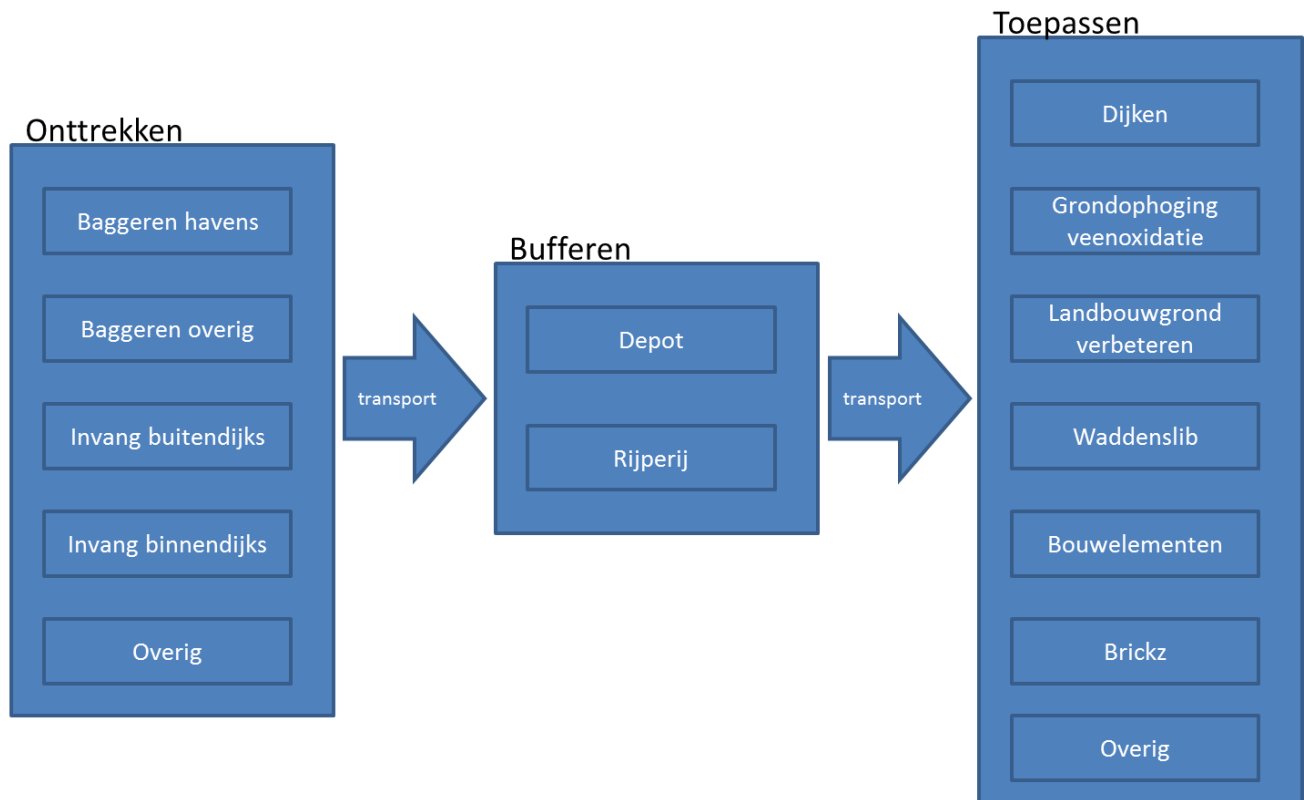 Onttrekken
Baggeren havens
Baggeren overig
Invang buitendijks
Invang binnendijks
Overig
transport
Bufferen
Depot
Rijperij
transport
Toepassen
Dijken
Grondophoging
veenoxidatie
Landbouwgrond
verbeteren
Waddenslib
Bouwelementen
Brickz
Overig